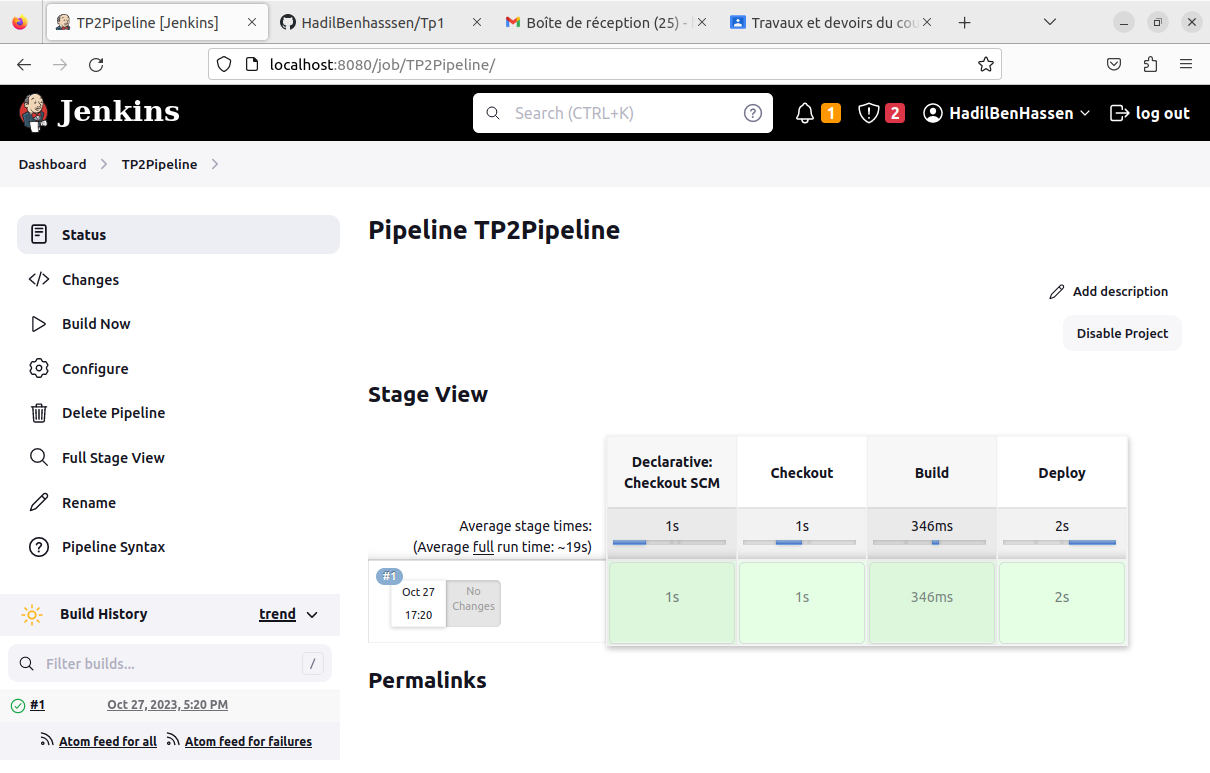 TP2Pipeline [Jenkins]
HadilBenhasssen/Tp1
Boîte de réception (25) -
Travaux et devoirs du cou
localhost:8080/job/TP2Pipeline/
Jenkins
Search (CTRL+K)
?
1
2
HadilBenHassen
log out
Dashboard
TP2Pipeline
Status
Changes
Build Now
Configure
Delete Pipeline
Full Stage View
Rename
Pipeline Syntax
Build History
trend
Filter builds...
/
#1
Oct 27, 2023, 5:20 PM
Atom feed for all
Atom feed for failures
Pipeline TP2Pipeline
Add description
Disable Project
Stage View
Declarative:
Checkout SCM
Checkout
Build
Deploy
Average stage times:
(Average full run time: ~19s)
1s
1s
346ms
2s
#1
Oct 27
17:20
No
Changes
1s
1s
346ms
2s
Permalinks